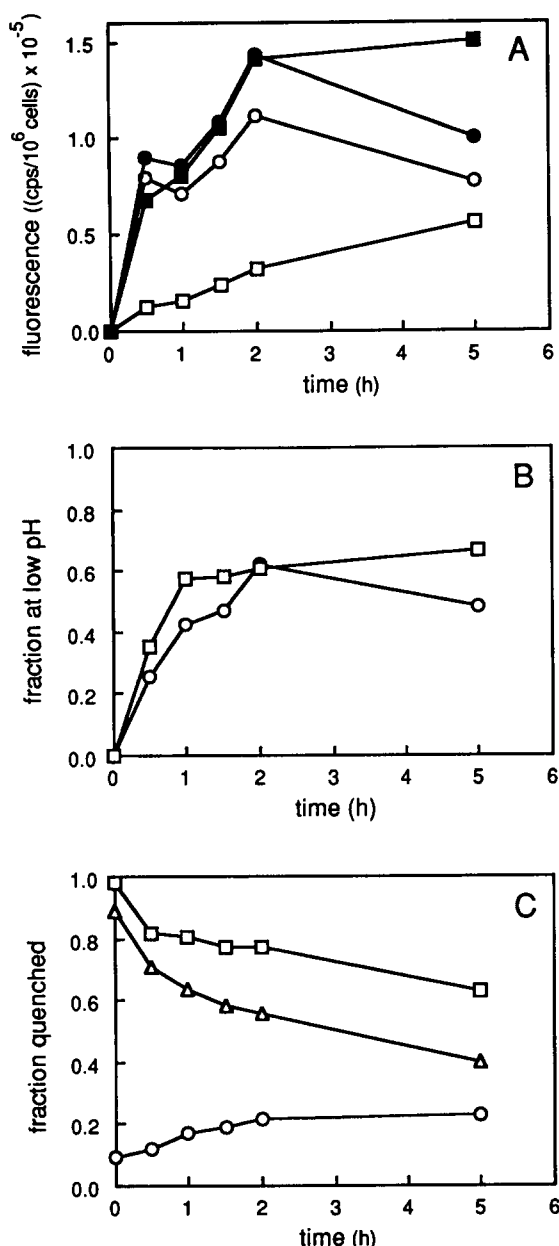 A
fluorescence ((cps/10⁶ cells) x 10⁻⁵)
1.5
1.0
0.5
0.0
0 1 2 3 4 5 6
time (h)
B
fraction at low pH
1.0
0.8
0.6
0.4
0.2
0.0
0 1 2 3 4 5 6
time (h)
C
fraction quenched
1.0
0.8
0.6
0.4
0.2
0.0
0 1 2 3 4 5 6
time (h)